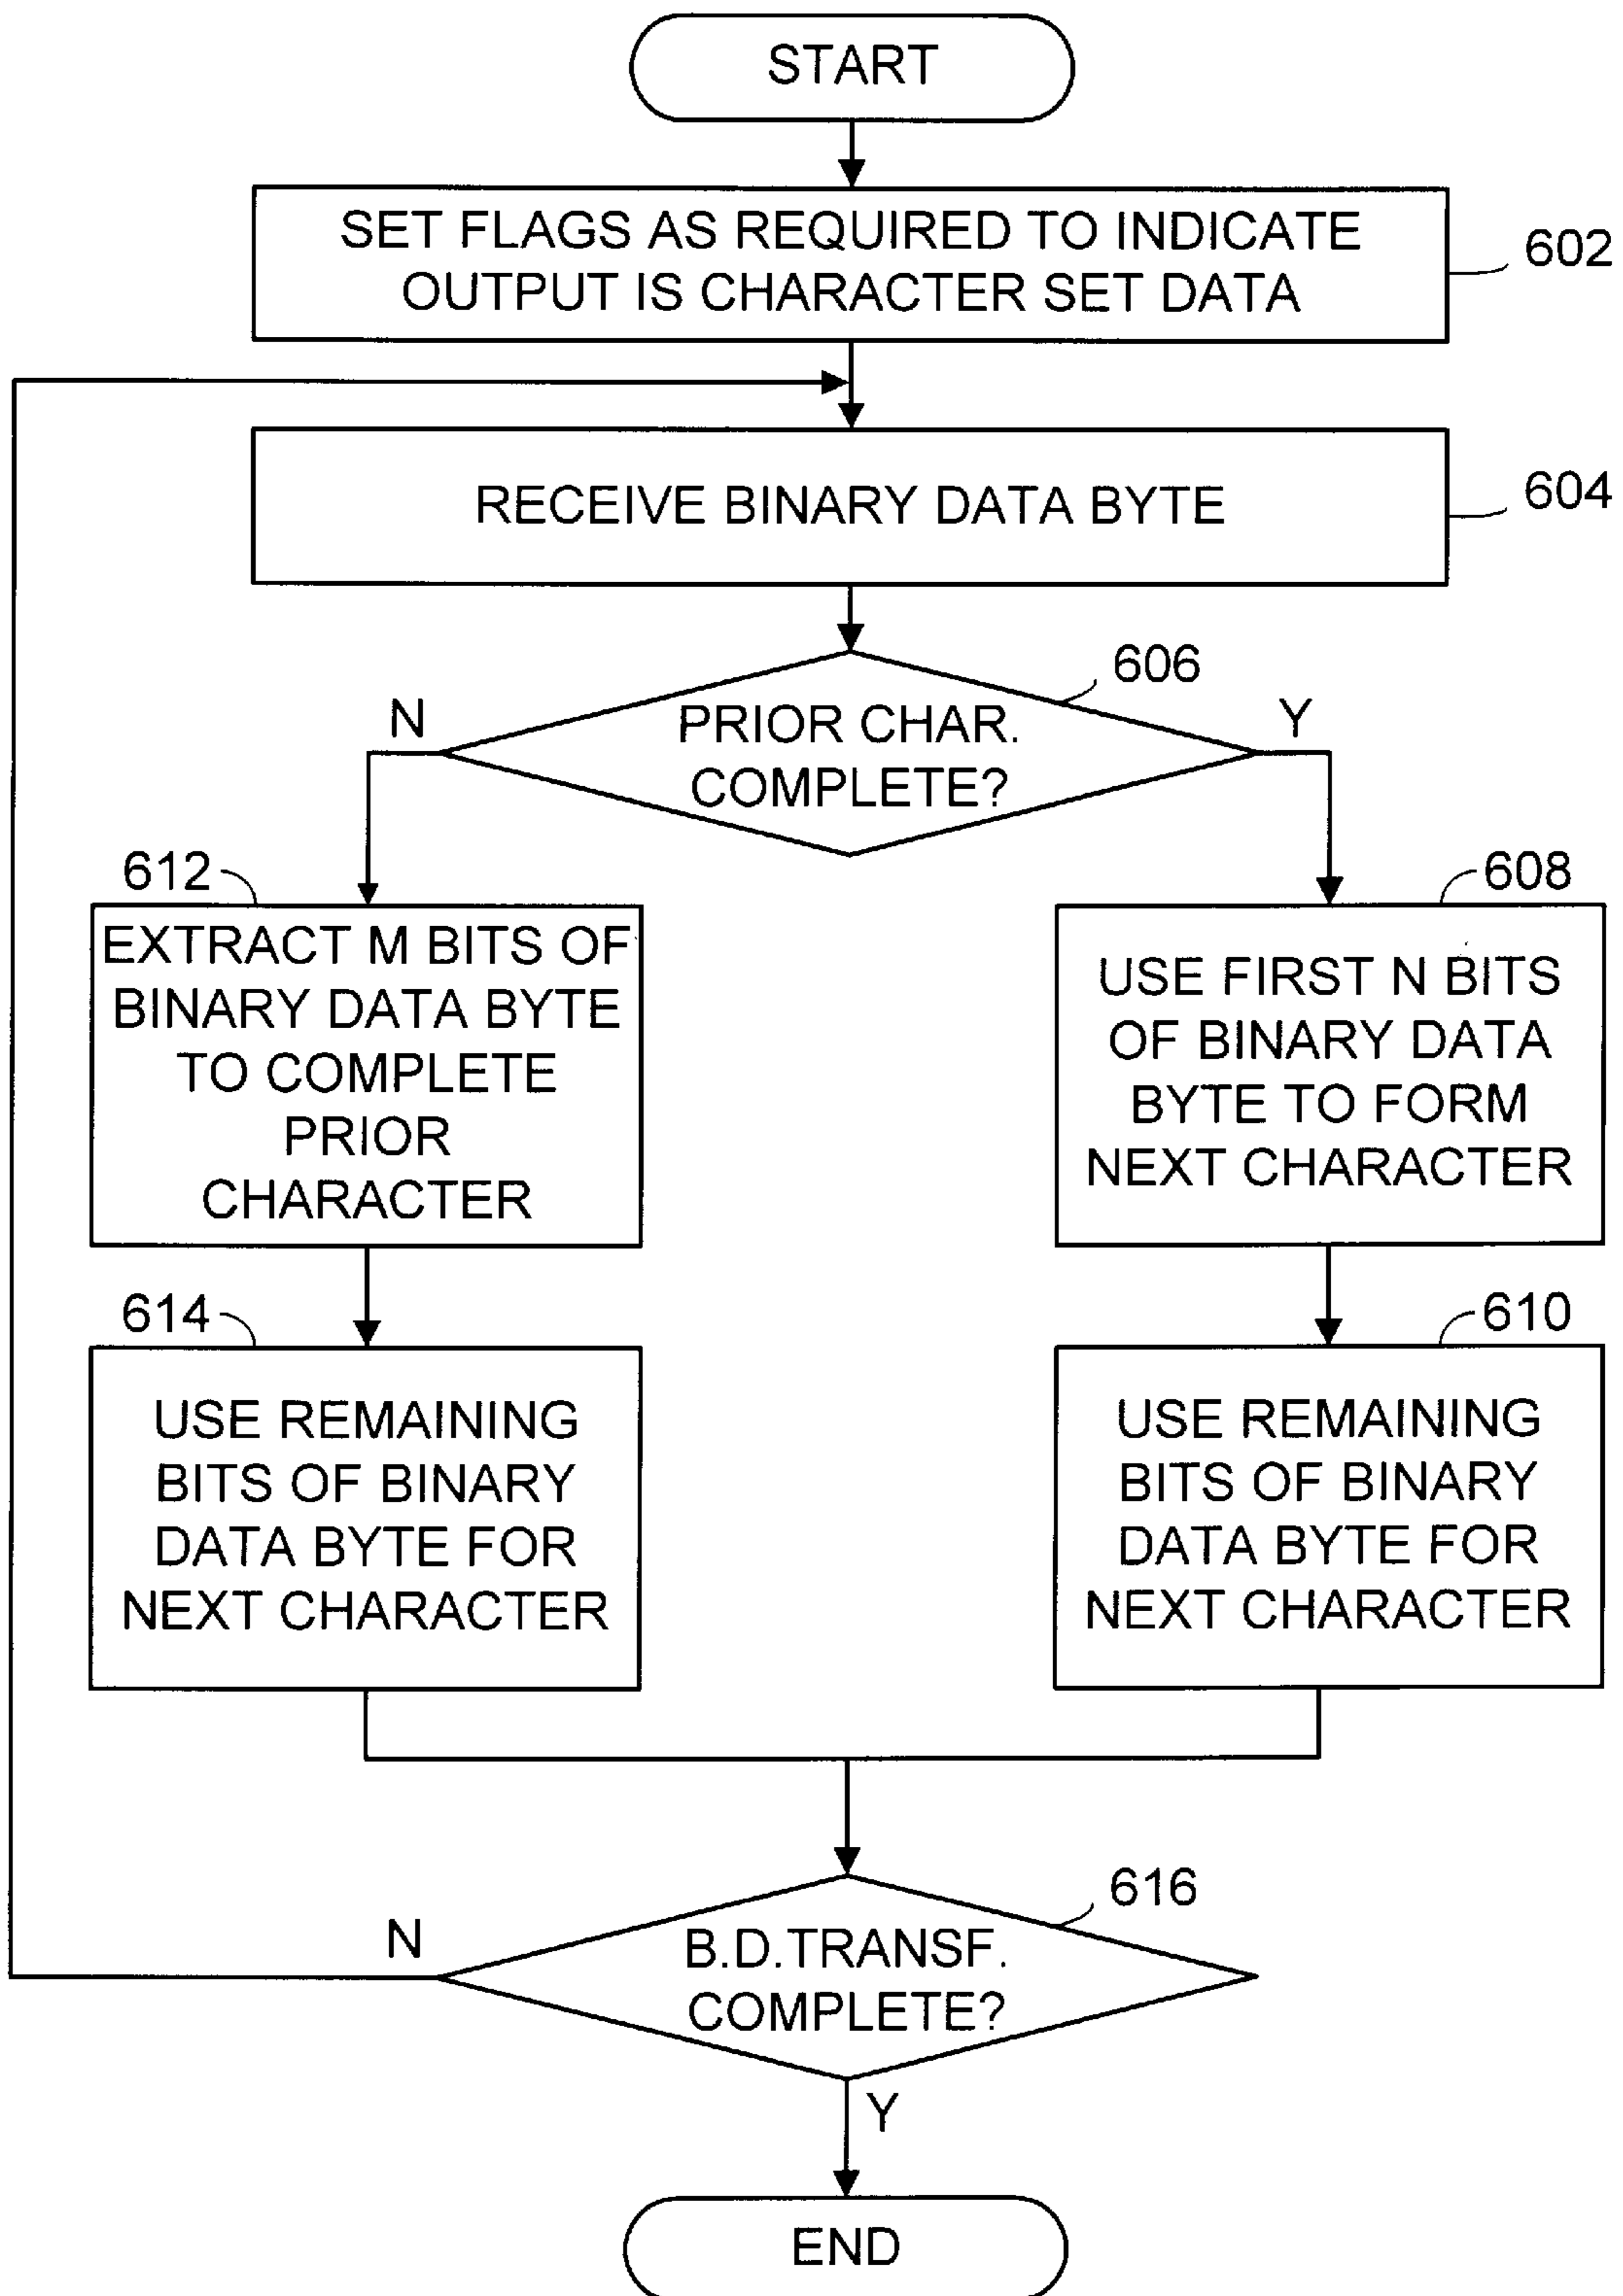 START
SET FLAGS AS REQUIRED TO INDICATE
OUTPUT IS CHARACTER SET DATA
602
RECEIVE BINARY DATA BYTE
604
606
N
PRIOR CHAR.
COMPLETE?
Y
612
EXTRACT M BITS OF
BINARY DATA BYTE
TO COMPLETE
PRIOR
CHARACTER
608
USE FIRST N BITS
OF BINARY DATA
BYTE TO FORM
NEXT CHARACTER
614
USE REMAINING
BITS OF BINARY
DATA BYTE FOR
NEXT CHARACTER
610
USE REMAINING
BITS OF BINARY
DATA BYTE FOR
NEXT CHARACTER
616
N
B.D.TRANSF.
COMPLETE?
Y
END